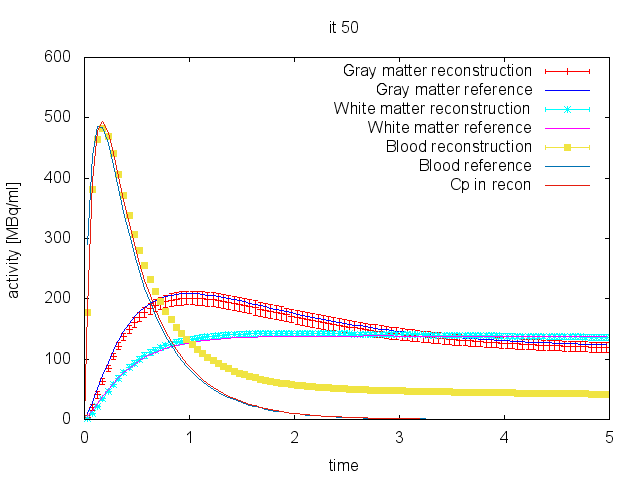 it 50
600
500
400
300
200
100
0
activity [MBq/ml]
Gray matter reconstruction
Gray matter reference
White matter reconstruction
White matter reference
Blood reconstruction
Blood reference
Cp in recon
0 1 2 3 4 5
time